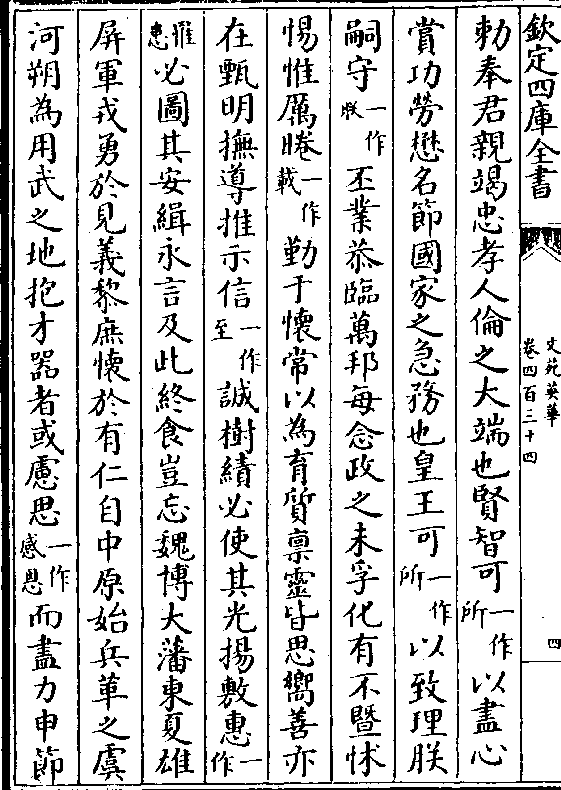 欽定四庫全書
文苑英華
卷四百三十四
四
勅奉君親竭忠孝人倫之大端也賢智可一作所以盡心
賞功勞懋名節國家之急務也皇王可一作所以致理朕
嗣守一作朕丕業恭臨萬邦每念政之未孚化有不暨怵
惕惟厲睠一作載勤于懷常以為育質禀靈皆思嚮善亦
在甄明撫導推示信一作至誠樹績必使其光揚敷惠一作
推惠必圖其安緝永言及此終食豈忘魏博大藩東夏雄
屏軍戎勇於見義黎庶懷於有仁自中原始兵革之虞
河朔為用武之地抱才器者或慮思一作感恩而盡力申節